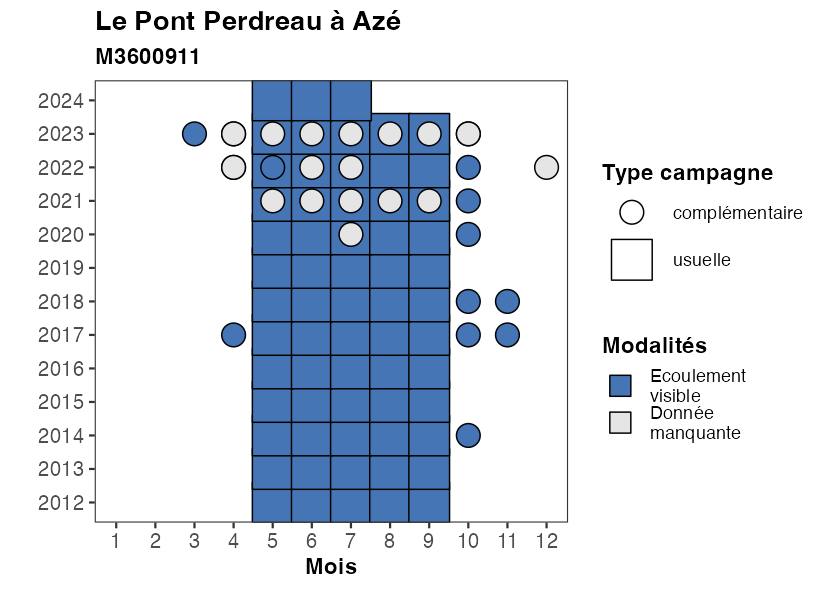 Le Pont Perdreau à Azé
M3600911
2024
2023
2022
2021
2020
2019
2018
2017
2016
2015
2014
2013
2012
1 2 3 4 5 6 7 8 9 10 11 12
Mois
Type campagne
complémentaire
usuelle
Modalités
Ecoulement
visible
Donnée
manquante